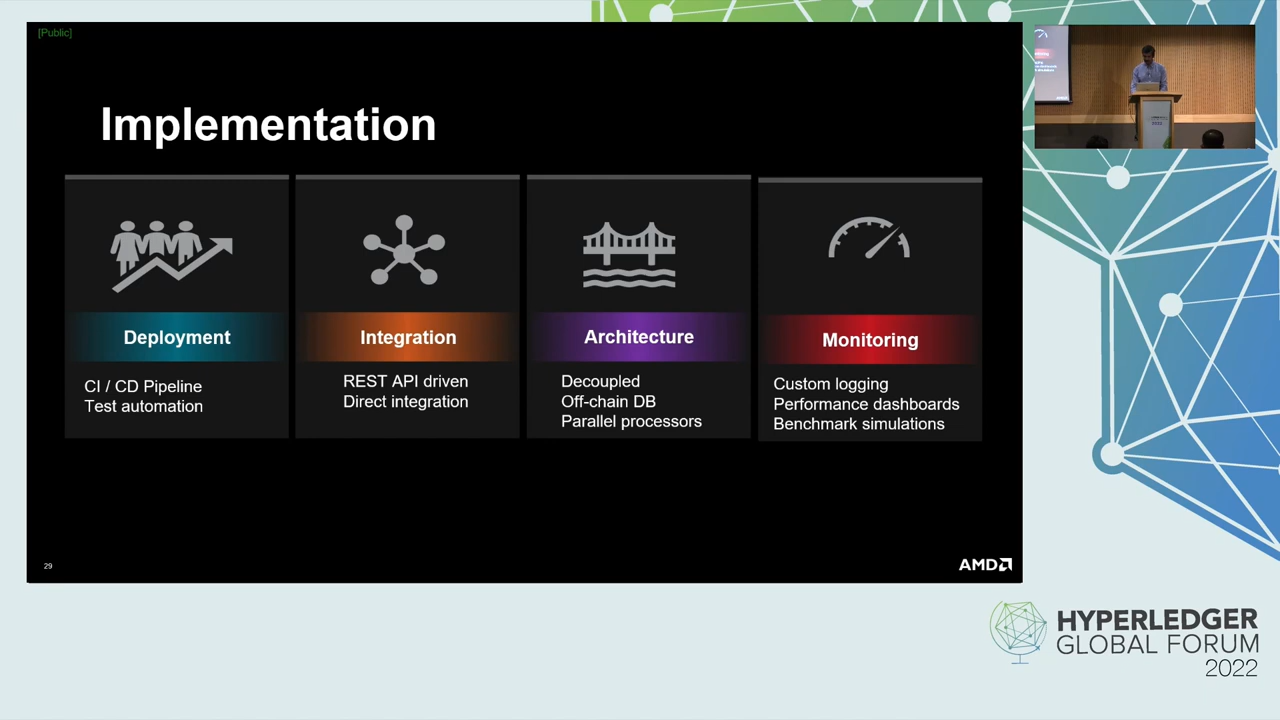 [Public]
Implementation
Deployment
CI / CD Pipeline
Test automation
Integration
REST API driven
Direct integration
Architecture
Decoupled
Off-chain DB
Parallel processors
Monitoring
Custom logging
Performance dashboards
Benchmark simulations
29
AMD
HYPERLEDGER
GLOBAL FORUM
2022